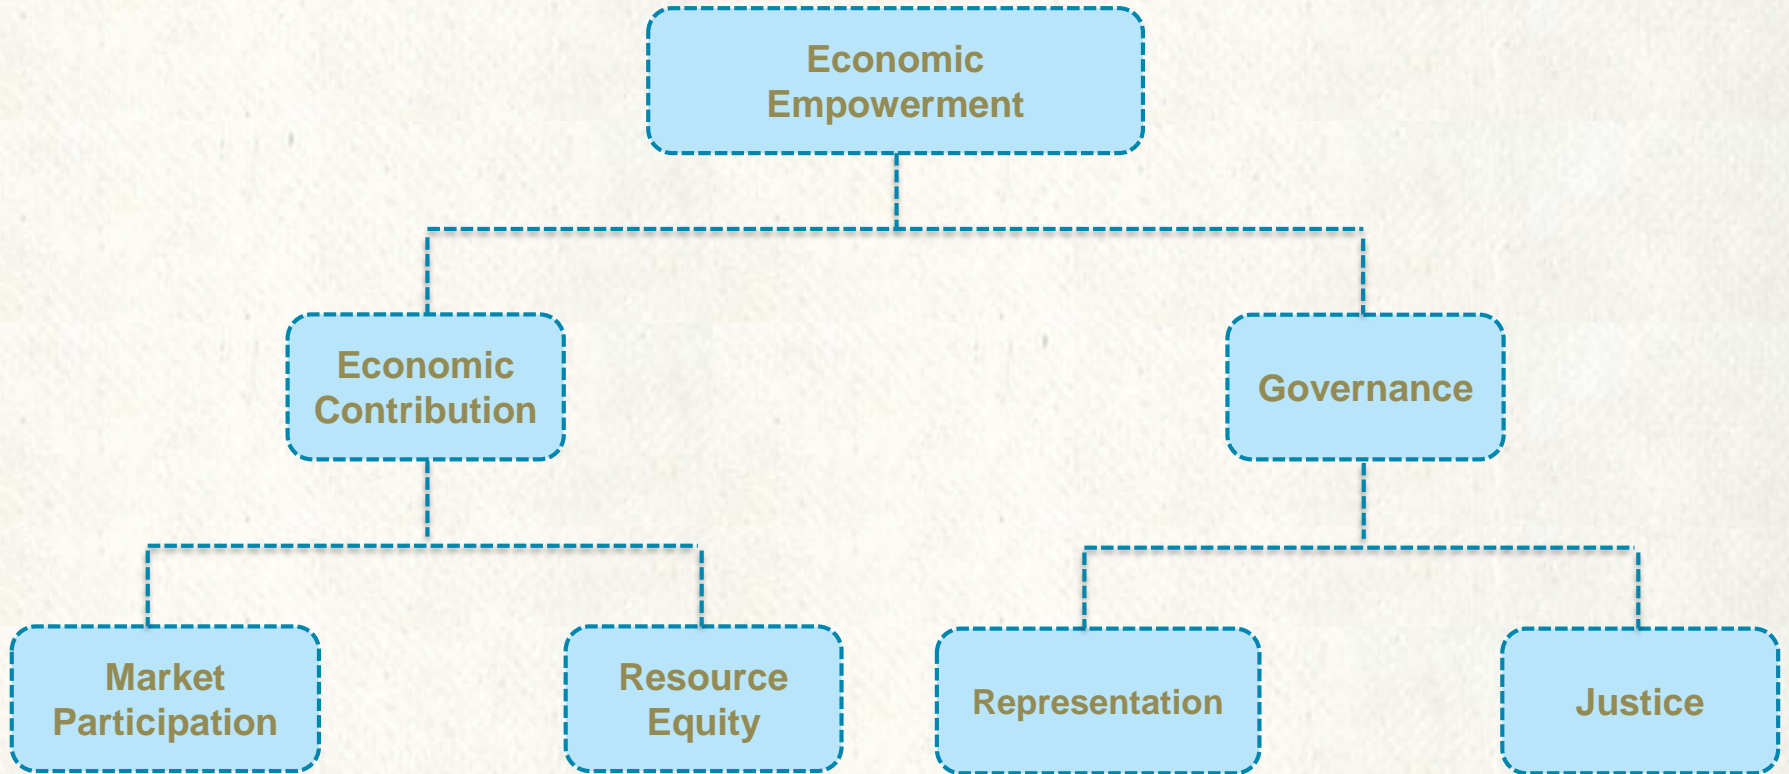 Economic
Empowerment
Economic
Contribution
Governance
Market
Participation
Resource
Equity
Representation
Justice